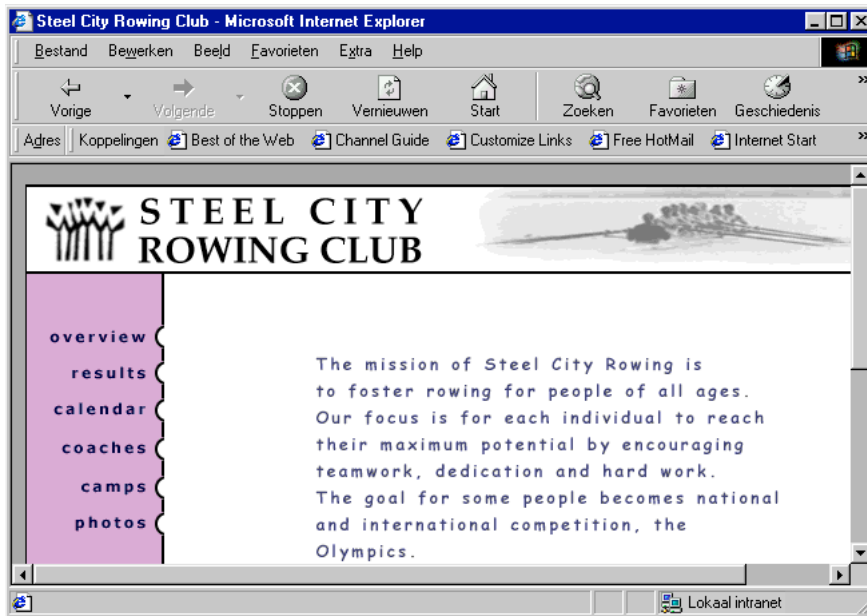 Steel City Rowing Club - Microsoft Internet Explorer
Bestand Bewerken Beeld Favorieten Extra Help
Vorige Volgende Stoppen Vernieuwen Start Zoeken Favorieten Geschiedenis
Adres Koppelingen Best of the Web Channel Guide Customize Links Free HotMail Internet Start
STEEL CITY
ROWING CLUB
overview
results
calendar
coaches
camps
photos
The mission of Steel City Rowing is
to foster rowing for people of all ages.
Our focus is for each individual to reach
their maximum potential by encouraging
teamwork, dedication and hard work.
The goal for some people becomes national
and international competition, the
Olympics.
Lokaal intranet